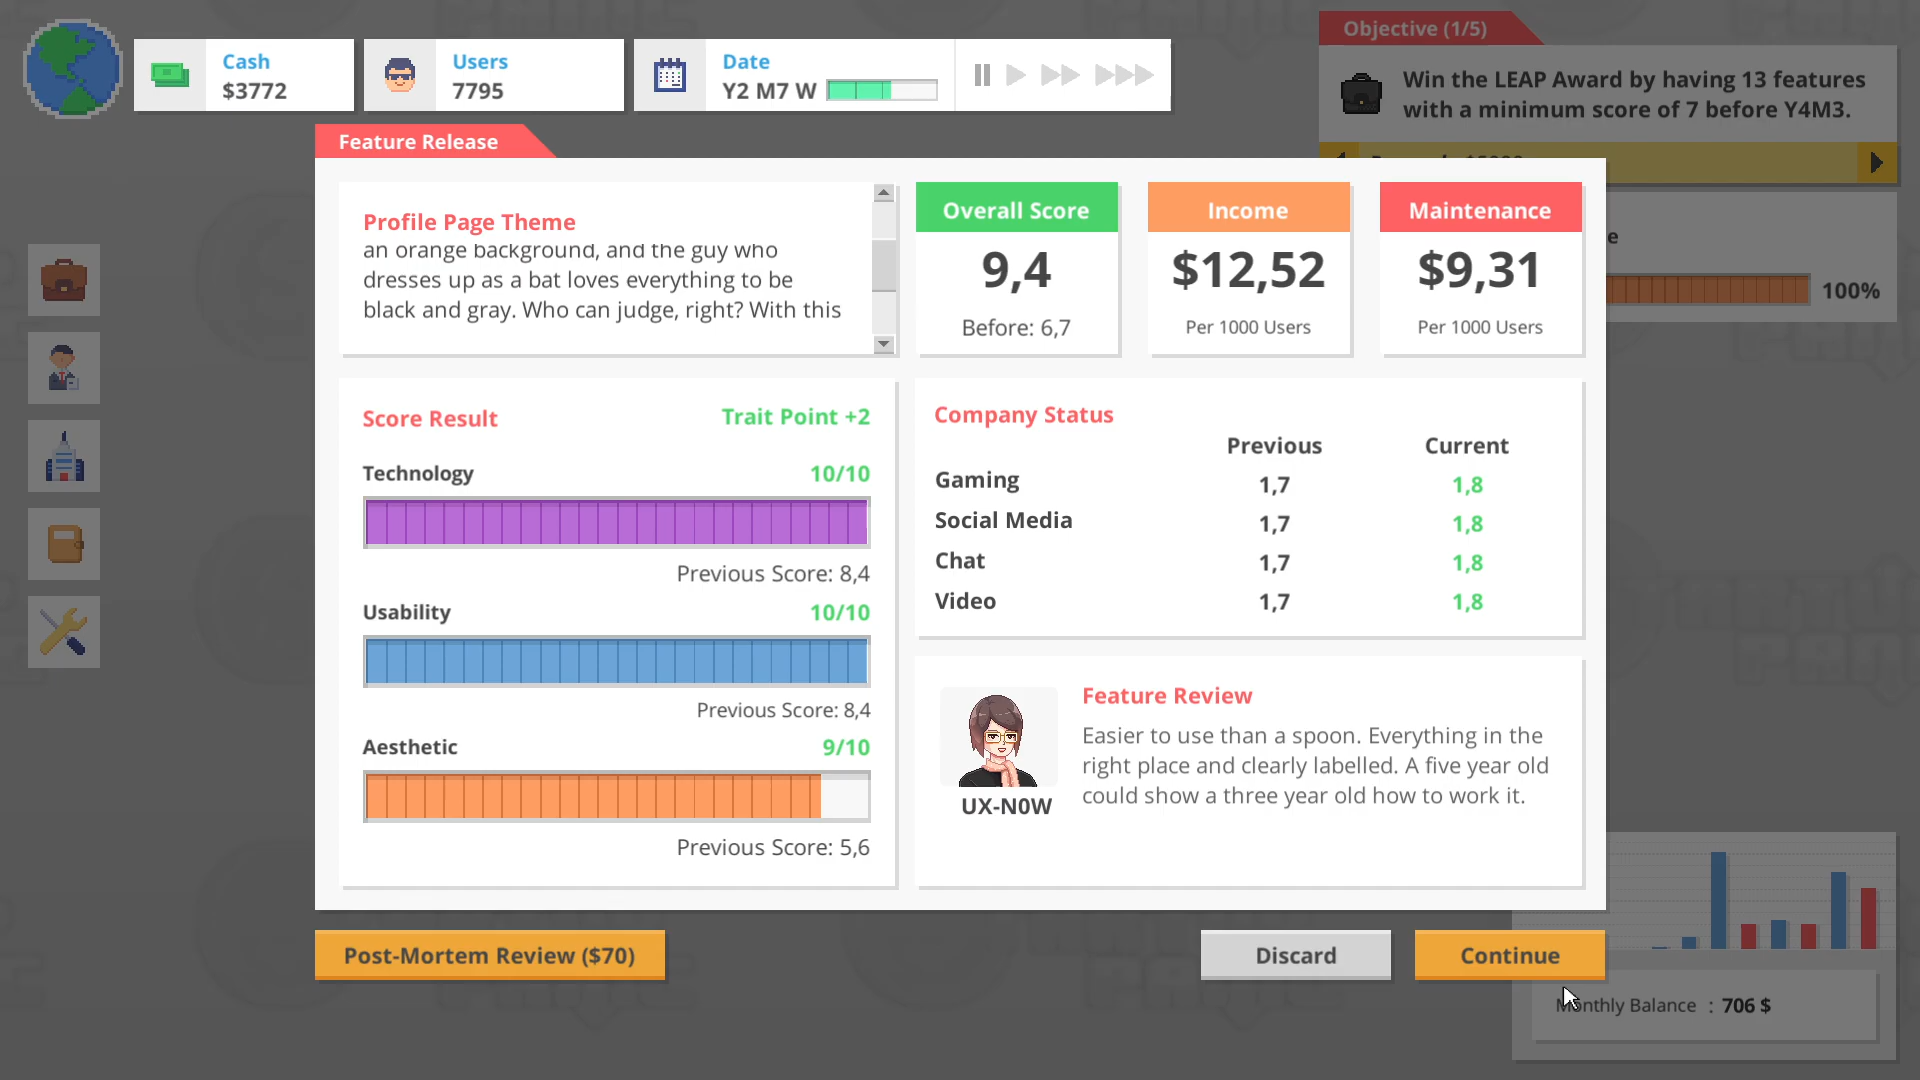 Cash
$3772
Users
7795
Date
Y2 M7 W
Objective (1/5)
Win the LEAP Award by having 13 features
with a minimum score of 7 before Y4M3.
Feature Release
Profile Page Theme
an orange background, and the guy who
dresses up as a bat loves everything to be
black and gray. Who can judge, right? With this
Overall Score
9,4
Before: 6,7
Income
$12,52
Per 1000 Users
Maintenance
$9,31
Per 1000 Users
100%
Score Result
Trait Point +2
Technology
10/10
Previous Score: 8,4
Usability
10/10
Previous Score: 8,4
Aesthetic
9/10
Previous Score: 5,6
Company Status
Previous
Current
Gaming
1,7
1,8
Social Media
1,7
1,8
Chat
1,7
1,8
Video
1,7
1,8
UX-N0W
Feature Review
Easier to use than a spoon. Everything in the
right place and clearly labelled. A five year old
could show a three year old how to work it.
Post-Mortem Review ($70)
Discard
Continue
Monthly Balance : 706 $